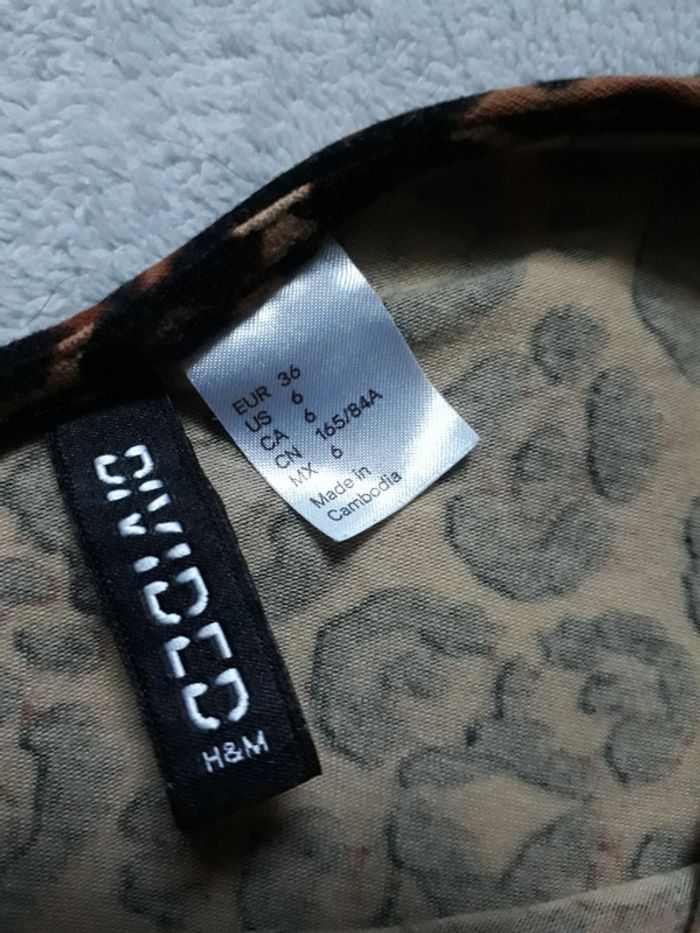 EUR 36
US 6
CA 6
CN 165/84A
MX 6
Made in
Cambodia
DIVIDED
H&M